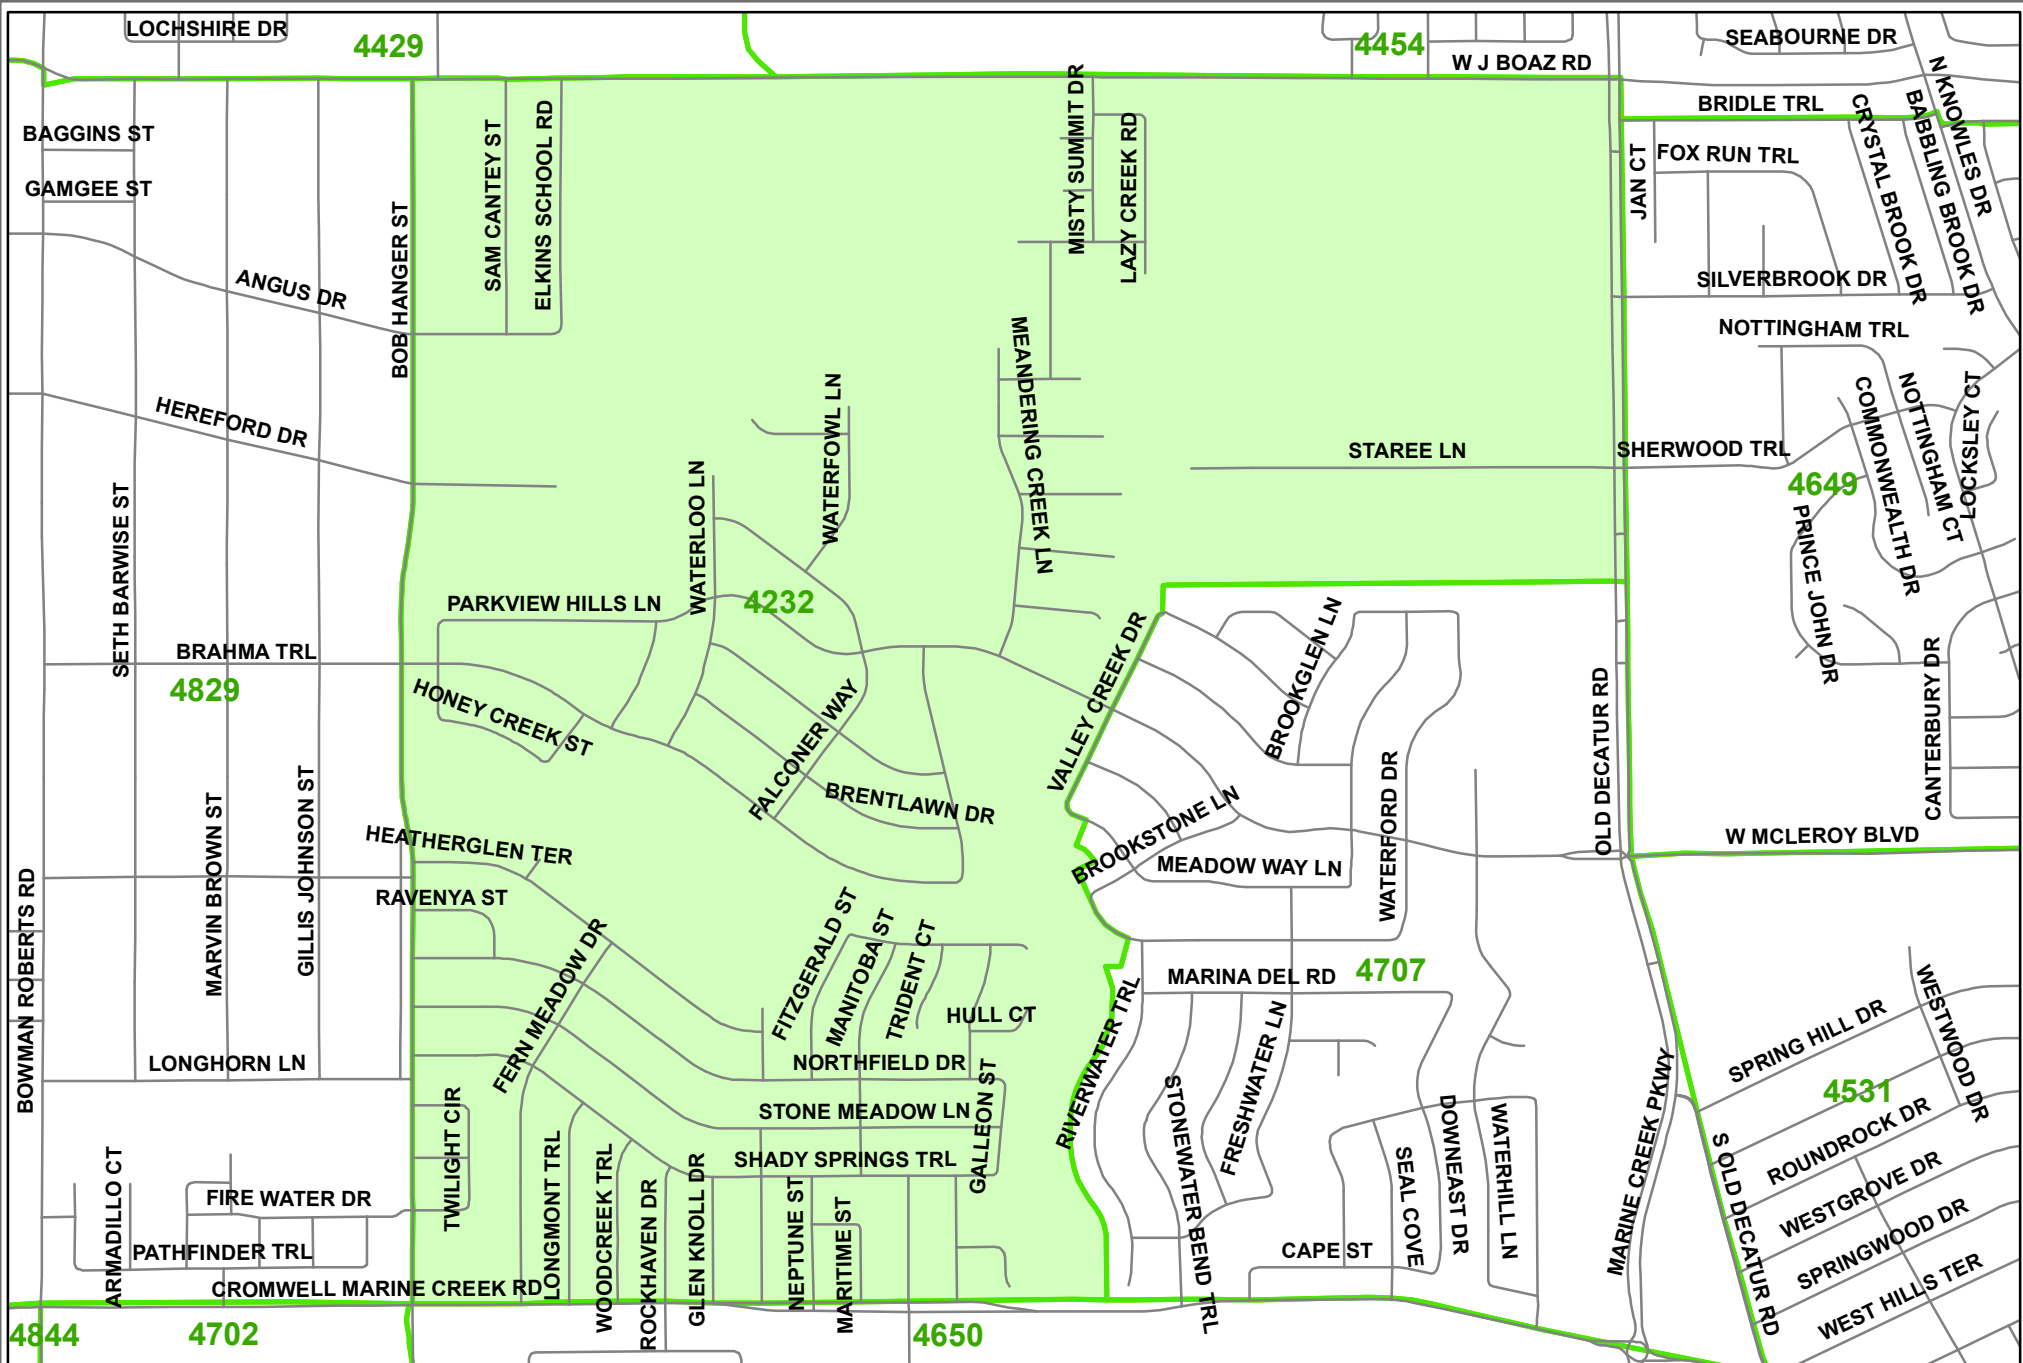 LOCHSHIRE DR
4429
4454
W J BOAZ RD
SEABOURNE DR
N KNOWLES DR
BRIDLE TRL
CRYSTAL BROOK DR
BABBLING BROOK DR
BAGGINS ST
GAMGEE ST
SAM CANTEY ST
ELKINS SCHOOL RD
MISTY SUMMIT DR
LAZY CREEK RD
JAN CT
FOX RUN TRL
BOB HANGER ST
ANGUS DR
SILVERBROOK DR
NOTTINGHAM TRL
MEANDERING CREEK LN
WATERFOWL LN
HEREFORD DR
STAREE LN
SHERWOOD TRL
4649
COMMONWEALTH DR
NOTTINGHAM CT
LOCKSLEY CT
WATERLOO LN
SETH BARWISE ST
PRINCE JOHN DR
PARKVIEW HILLS LN
4232
BRAHMA TRL
4829
HONEY CREEK ST
FALCONER WAY
VALLEY CREEK DR
BROOKGLEN LN
OLD DECATUR RD
CANTERBURY DR
MARVIN BROWN ST
GILLIS JOHNSON ST
BRENTLAWN DR
BROOKSTONE LN
WATERFORD DR
W MCLEROY BLVD
HEATHERGLEN TER
MEADOW WAY LN
RAVENYA ST
BOWMAN ROBERTS RD
FERN MEADOW DR
FITZGERALD ST
MANITOBA ST
TRIDENT CT
HULL CT
MARINA DEL RD
4707
RIVERWATER TRL
FRESHWATER LN
WESTWOOD DR
SPRING HILL DR
LONGHORN LN
NORTHFIELD DR
4531
STONE MEADOW LN
GALLEON ST
STONEWATER BEND TRL
DOWNEAST DR
WATERHILL LN
MARINE CREEK PKWY
ROUNDROCK DR
TWILIGHT CIR
SHADY SPRINGS TRL
SEAL COVE
S OLD DECATUR RD
WESTGROVE DR
ARMADILLO CT
FIRE WATER DR
LONGMONT TRL
WOODCREEK TRL
ROCKHAVEN DR
GLEN KNOLL DR
NEPTUNE ST
MARITIME ST
SPRINGWOOD DR
PATHFINDER TRL
CAPE ST
WEST HILLS TER
CROMWELL MARINE CREEK RD
4844
4702
4650